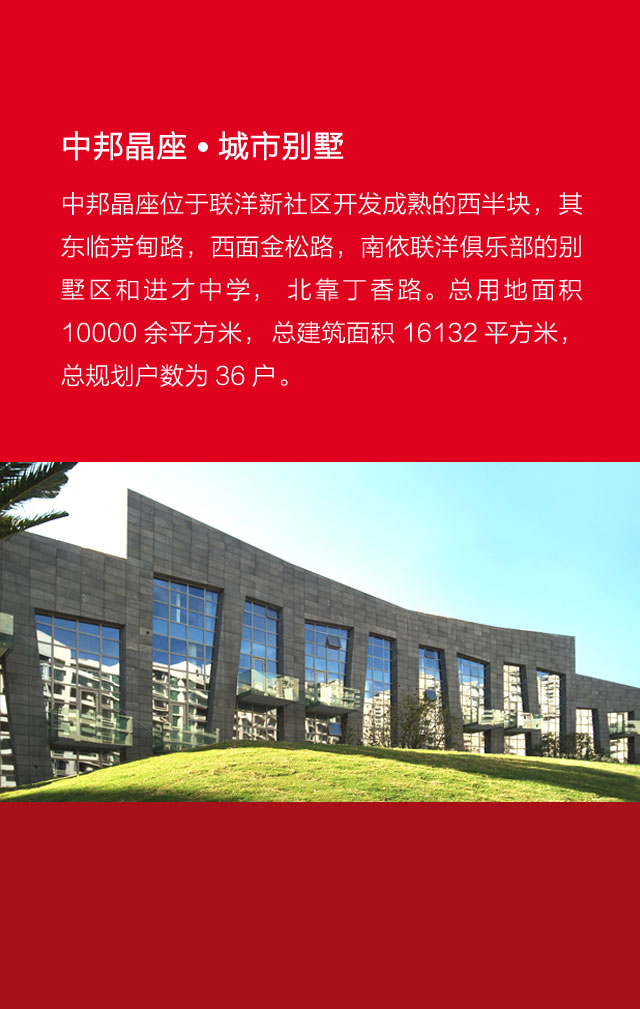 中邦晶座•城市别墅
中邦晶座位于联洋新社区开发成熟的西半块，其
东临芳甸路，西面金松路，南依联洋俱乐部的别
墅区和进才中学， 北靠丁香路。总用地面积
10000 余平方米， 总建筑面积 16132 平方米，
总规划户数为 36 户。